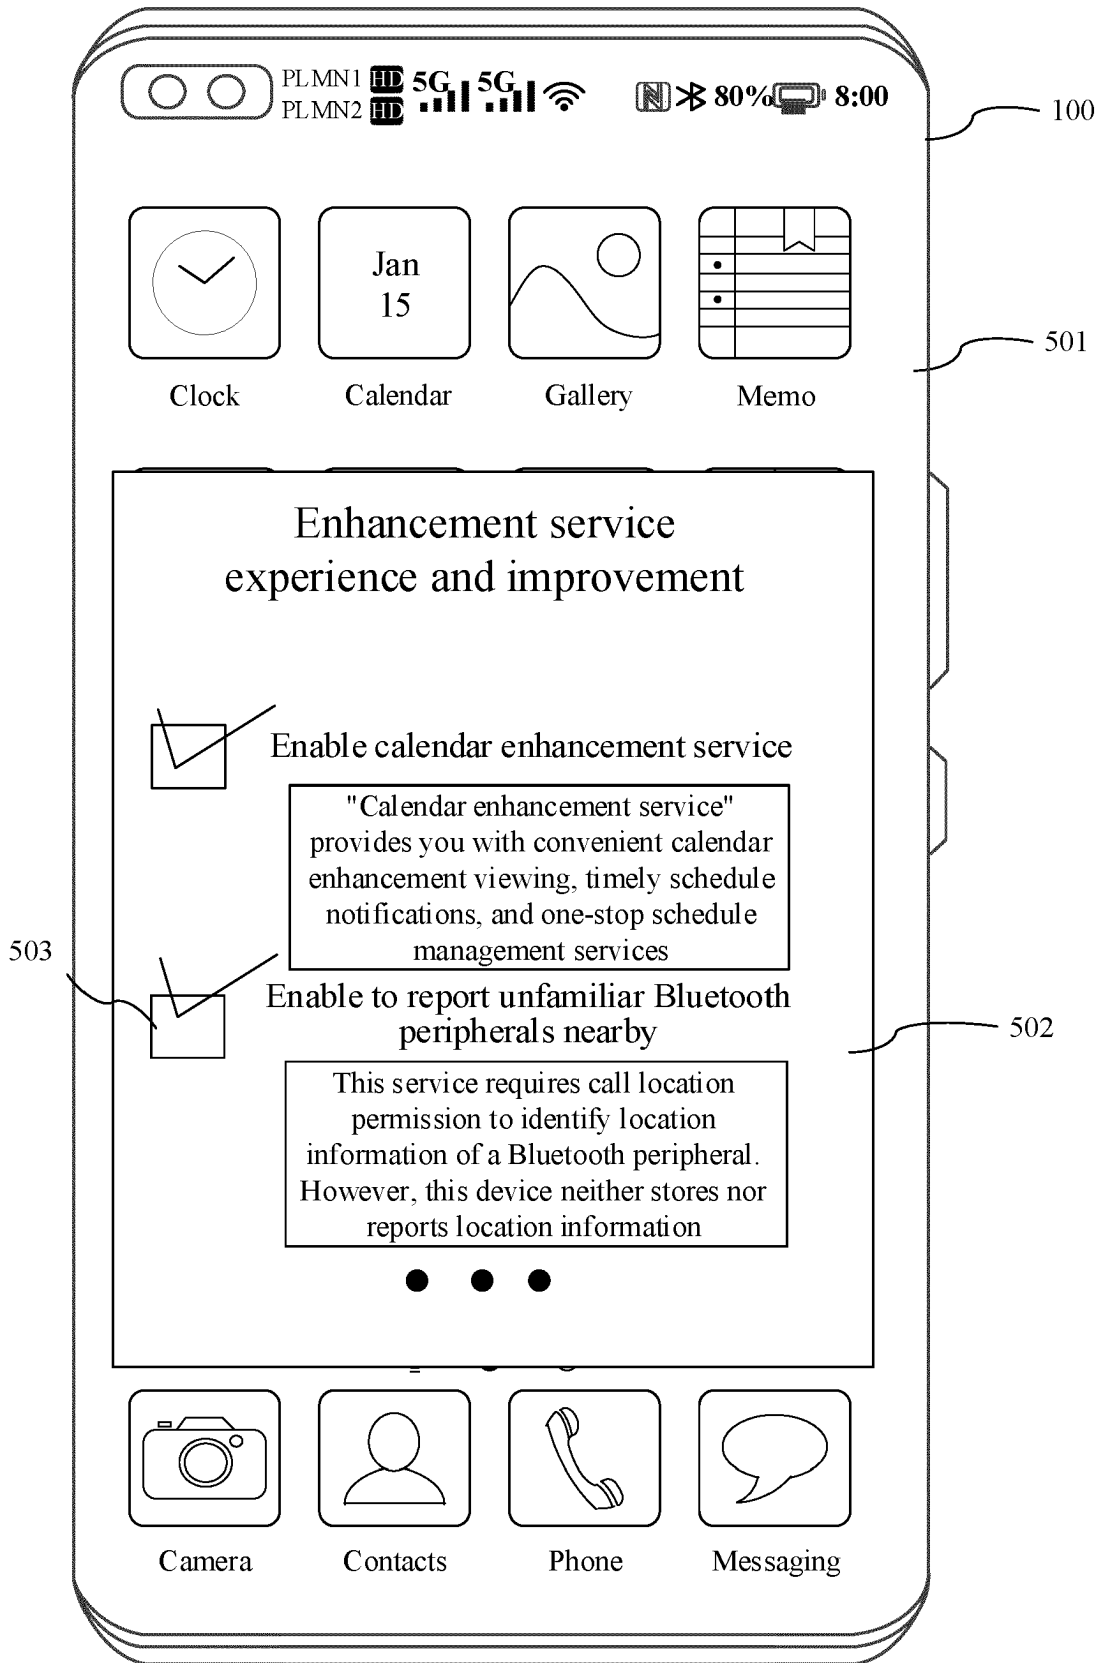 PLMN1 HD 5G 5G 80% 8:00
PLMN2 HD
100
Jan
15
501
Clock Calendar Gallery Memo
Enhancement service
experience and improvement
Enable calendar enhancement service
"Calendar enhancement service"
provides you with convenient calendar
enhancement viewing, timely schedule
notifications, and one-stop schedule
management services
503
Enable to report unfamiliar Bluetooth
peripherals nearby
502
This service requires call location
permission to identify location
information of a Bluetooth peripheral.
However, this device neither stores nor
reports location information
Camera Contacts Phone Messaging